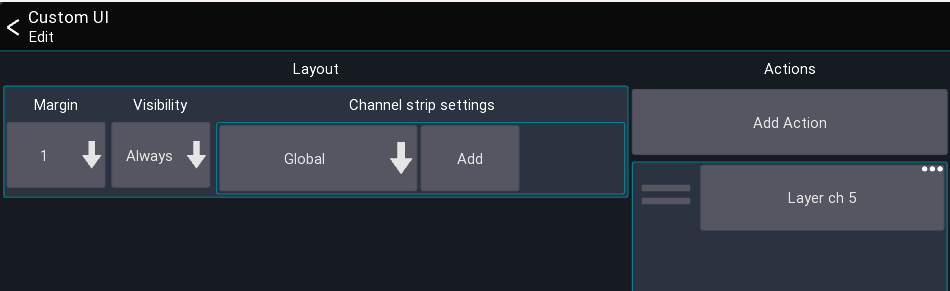 Custom UI
Edit
Layout
Actions
Margin
Visibility
Channel strip settings
1
Always
Global
Add
Add Action
Layer ch 5